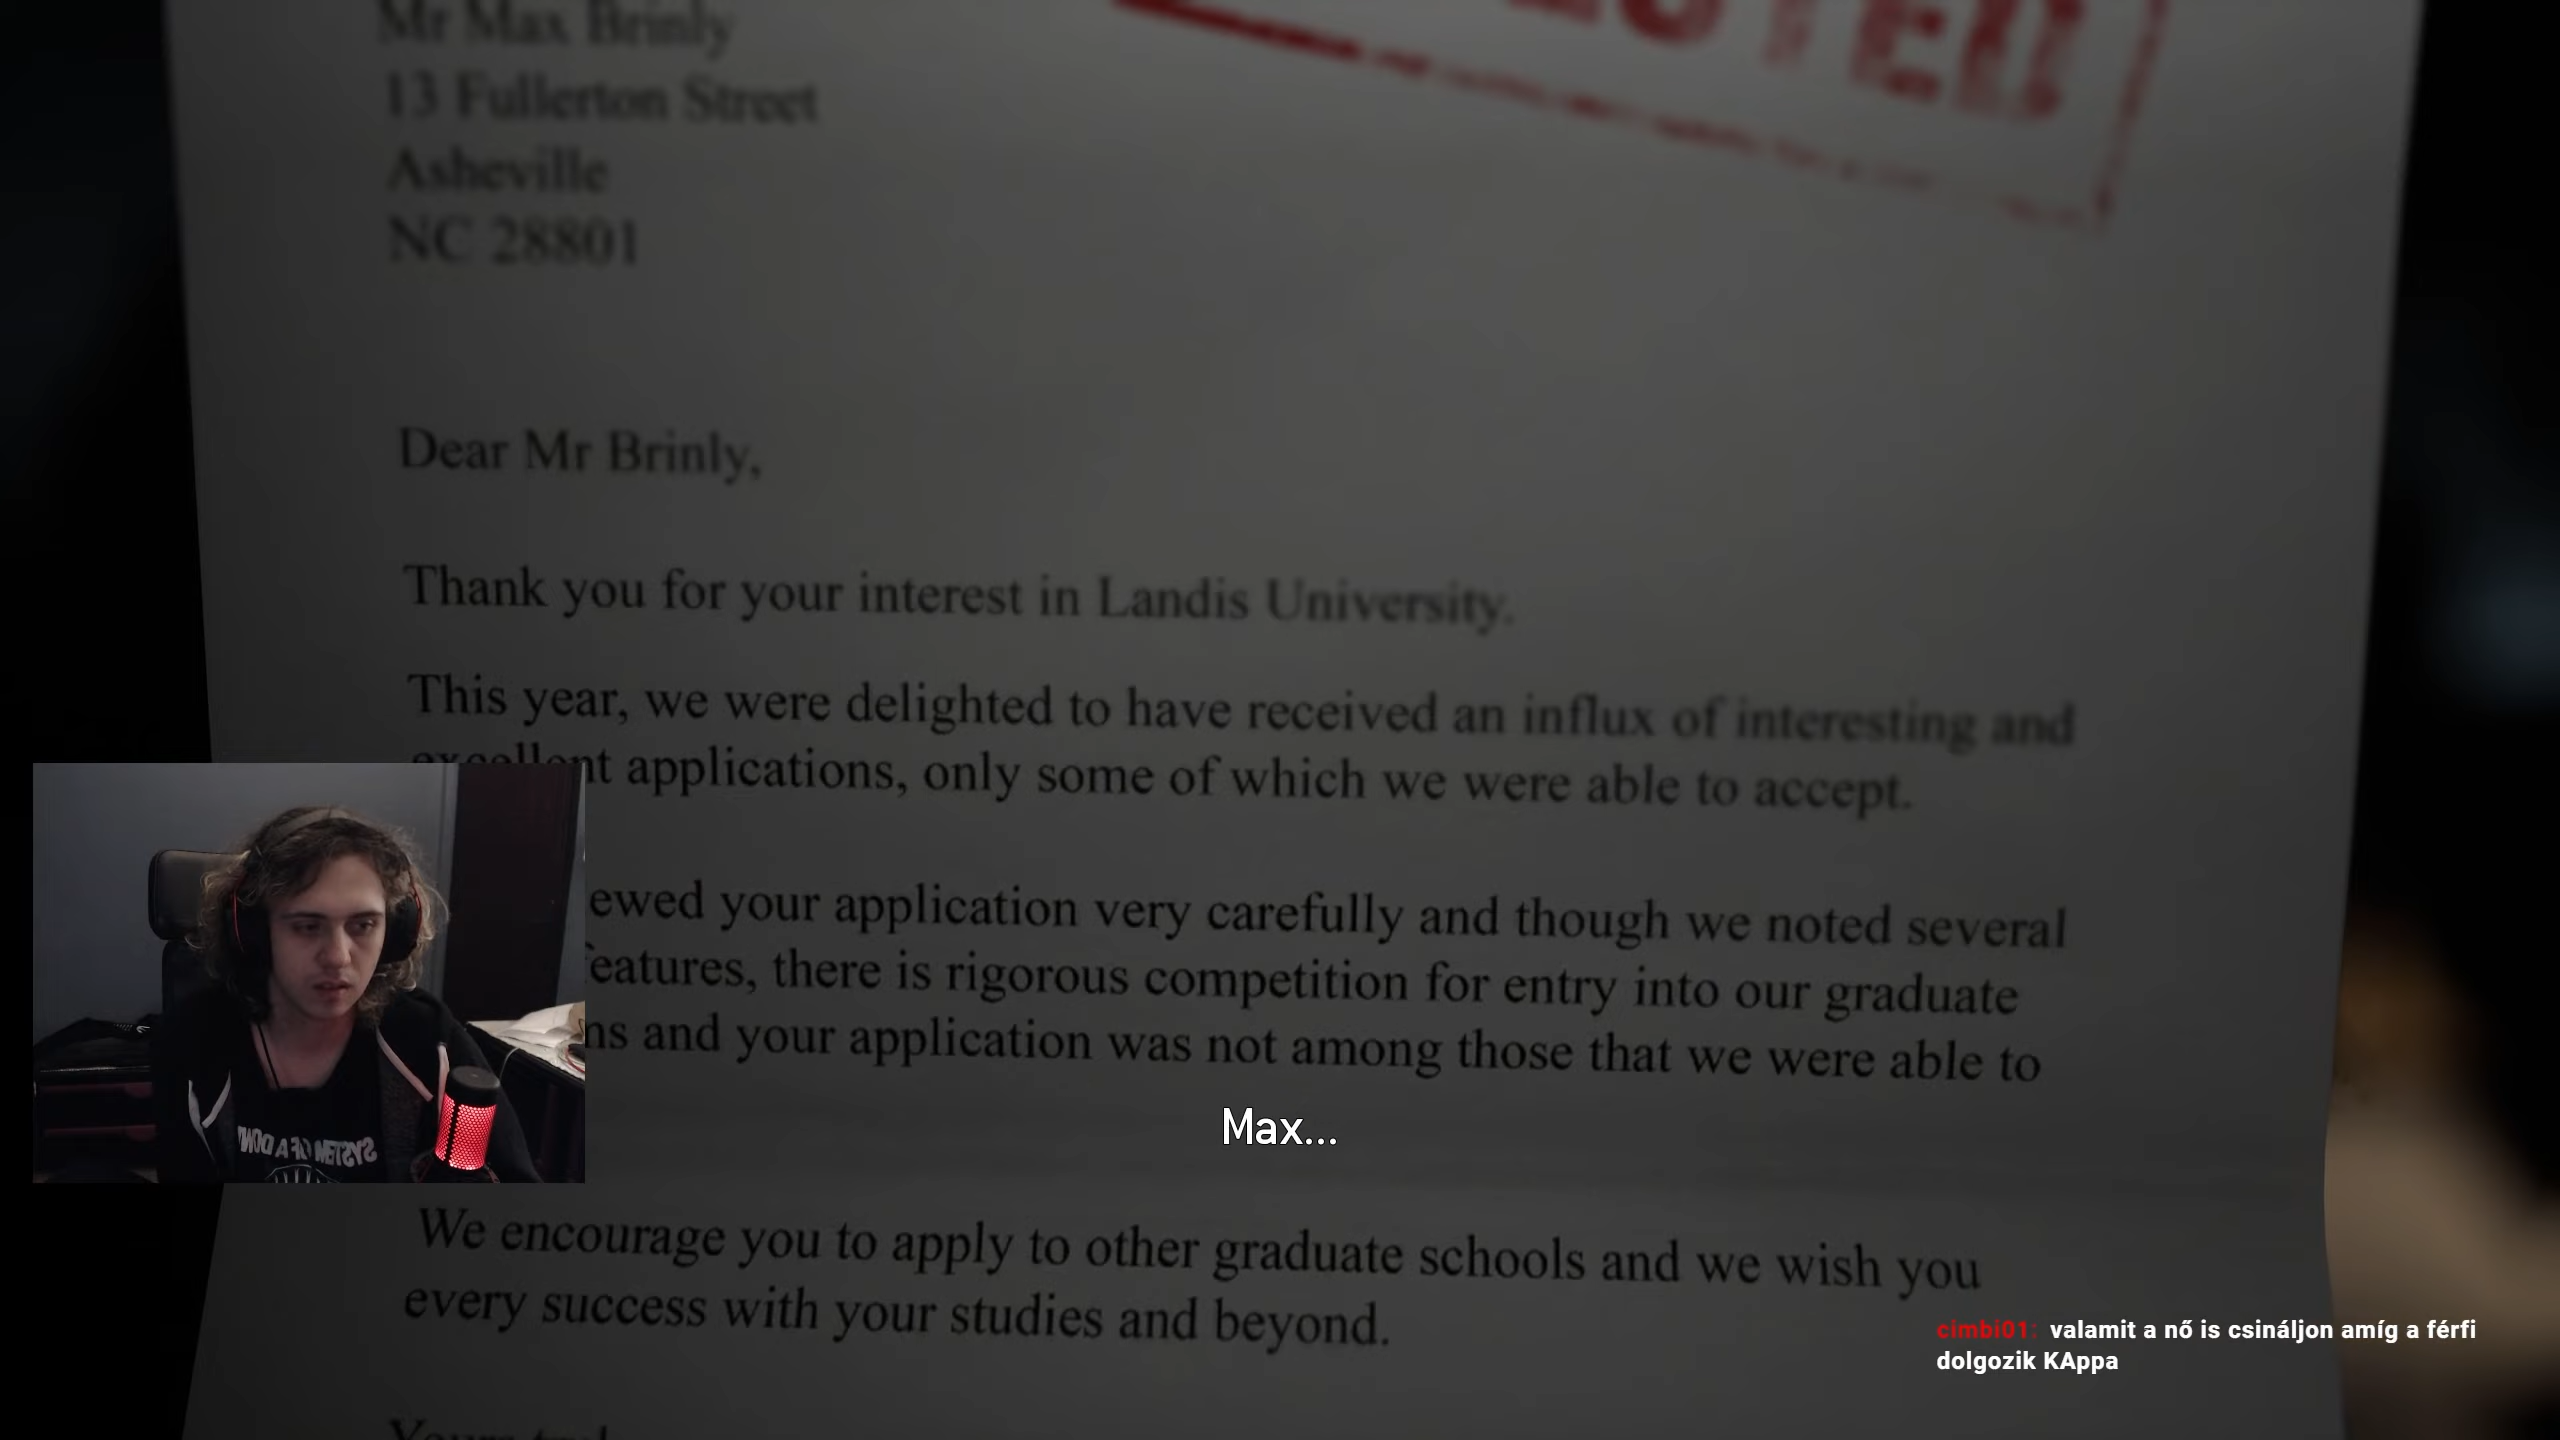 Mr Max Brinly
13 Fullerton Street
Asheville
NC 28801
Dear Mr Brinly,
Thank you for your interest in Landis University.
This year, we were delighted to have received an influx of interesting and
excellent applications, only some of which we were able to accept.
ewed your application very carefully and though we noted several
features, there is rigorous competition for entry into our graduate
ns and your application was not among those that we were able to
SYSTEM OF A DOWN
Max...
We encourage you to apply to other graduate schools and we wish you
every success with your studies and beyond.
cimbi01: valamit a nő is csináljon amíg a férfi
dolgozik KAppa